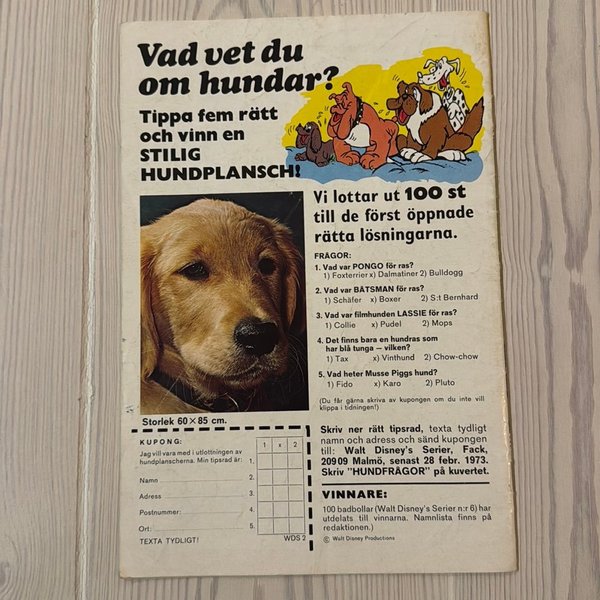 Vad vet du
om hundar?
Tippa fem rätt
och vinn en
STILIG
HUNDPLANSCH!
Vi lottar ut 100 st
till de först öppnade
rätta lösningarna.
FRÅGOR:
1. Vad var PONGO för ras?
1) Foxterrier x) Dalmatiner 2) Bulldogg
2. Vad var BÅTSMAN för ras?
1) Schäfer x) Boxer 2) S:t Bernhard
3. Vad var filmhunden LASSIE för ras?
1) Collie x) Pudel 2) Mops
4. Det finns bara en hundras som
har blå tunga — vilken?
1) Tax x) Vinthund 2) Chow-chow
5. Vad heter Musse Piggs hund?
1) Fido x) Karo 2) Pluto
(Du får gärna skriva av kupongen om du inte vill
klippa i tidningen!)
Storlek 60 × 85 cm.
KUPONG:
Jag vill vara med i utlottningen av
hundplanscherna. Min tipsrad är:
Namn
Adress
Postnummer:
Ort:
TEXTA TYDLIGT!
1 x 2
1.
2.
3.
4.
5.
WDS 2
Skriv ner rätt tipsrad, texta tydligt
namn och adress och sänd kupongen
till: Walt Disney's Serier, Fack,
209 09 Malmö, senast 28 febr. 1973.
Skriv "HUNDFRÅGOR" på kuvertet.
VINNARE:
100 badbollar (Walt Disney's Serier n:r 6) har
utdelats till vinnarna. Namnlista finns på
redaktionen.)
© Walt Disney Productions